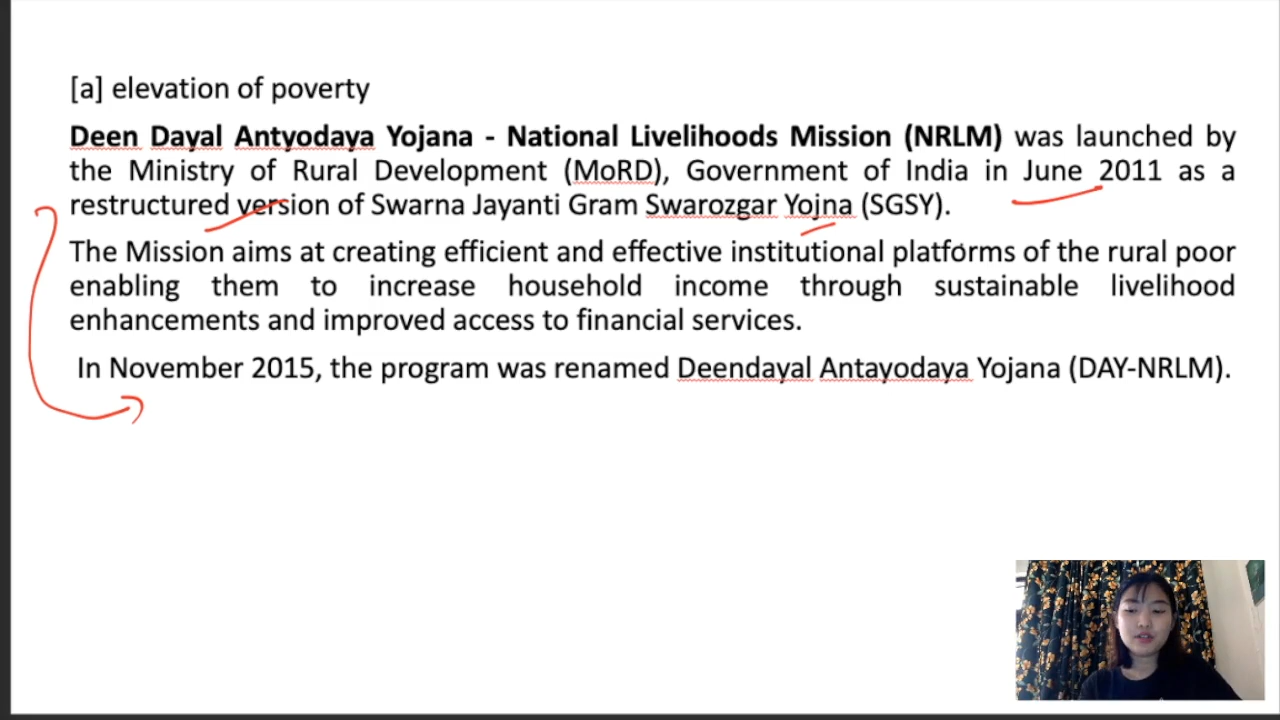 [a] elevation of poverty
Deen Dayal Antyodaya Yojana - National Livelihoods Mission (NRLM) was launched by
the Ministry of Rural Development (MoRD), Government of India in June 2011 as a
restructured version of Swarna Jayanti Gram Swarozgar Yojna (SGSY).
The Mission aims at creating efficient and effective institutional platforms of the rural poor
enabling them to increase household income through sustainable livelihood
enhancements and improved access to financial services.
In November 2015, the program was renamed Deendayal Antayodaya Yojana (DAY-NRLM).